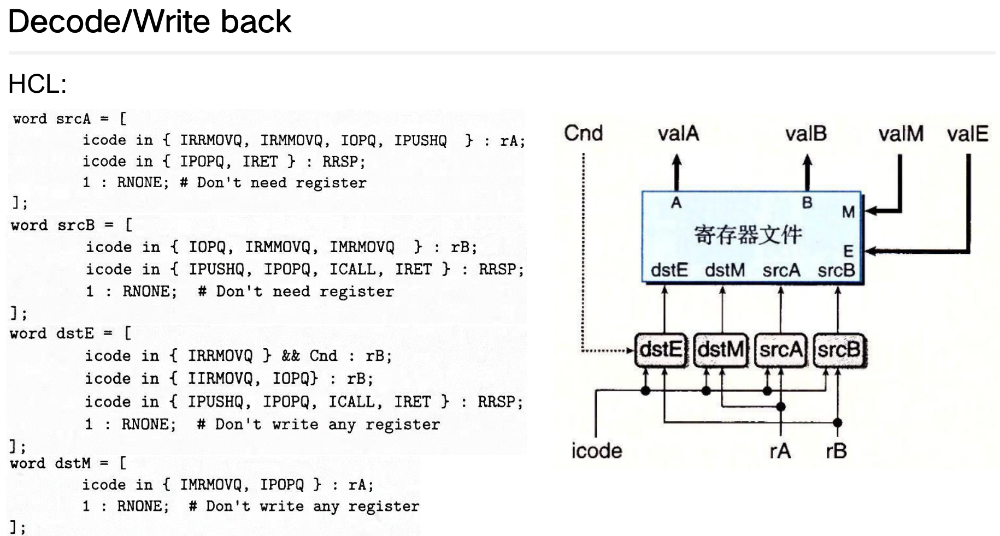 Decode/Write back
HCL:
word srcA = [
icode in { IRRMOVQ, IRMMOVQ, IOPQ, IPUSHQ  } : rA;
icode in { IPOPQ, IRET } : RRSP;
1 : RNONE; # Don't need register
];
word srcB = [
icode in { IOPQ, IRMMOVQ, IMRMOVQ  } : rB;
icode in { IPUSHQ, IPOPQ, ICALL, IRET } : RRSP;
1 : RNONE;  # Don't need register
];
word dstE = [
icode in { IRRMOVQ } && Cnd : rB;
icode in { IIRMOVQ, IOPQ} : rB;
icode in { IPUSHQ, IPOPQ, ICALL, IRET } : RRSP;
1 : RNONE;  # Don't write any register
];
word dstM = [
icode in { IMRMOVQ, IPOPQ } : rA;
1 : RNONE;  # Don't write any register
];
Cnd valA valB valM valE
A B
M
寄存器文件
E
dstE dstM srcA srcB
dstE dstM srcA srcB
icode rA rB